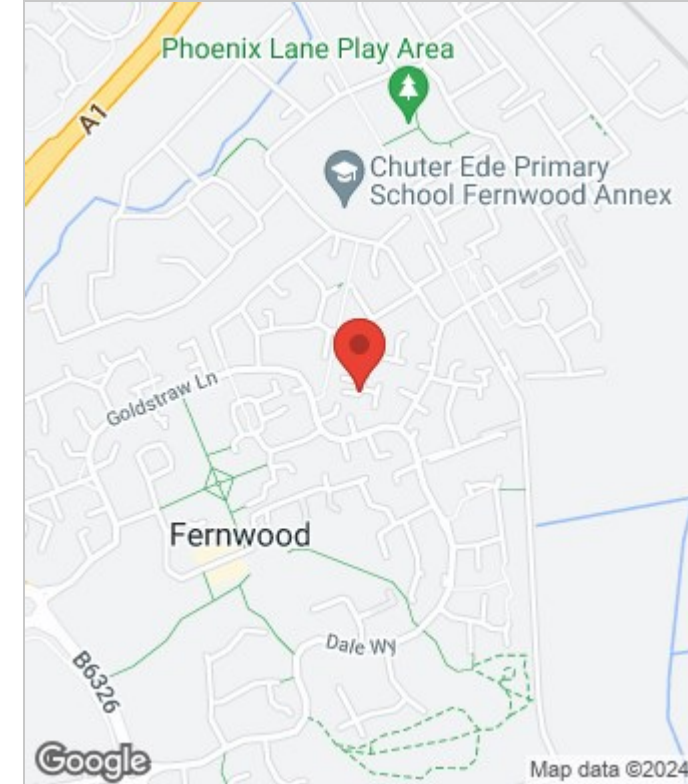 Phoenix Lane Play Area
A1
Chuter Ede Primary
School Fernwood Annex
Goldstraw Ln
Fernwood
Dale Wy
B6326
Google
Map data ©2024